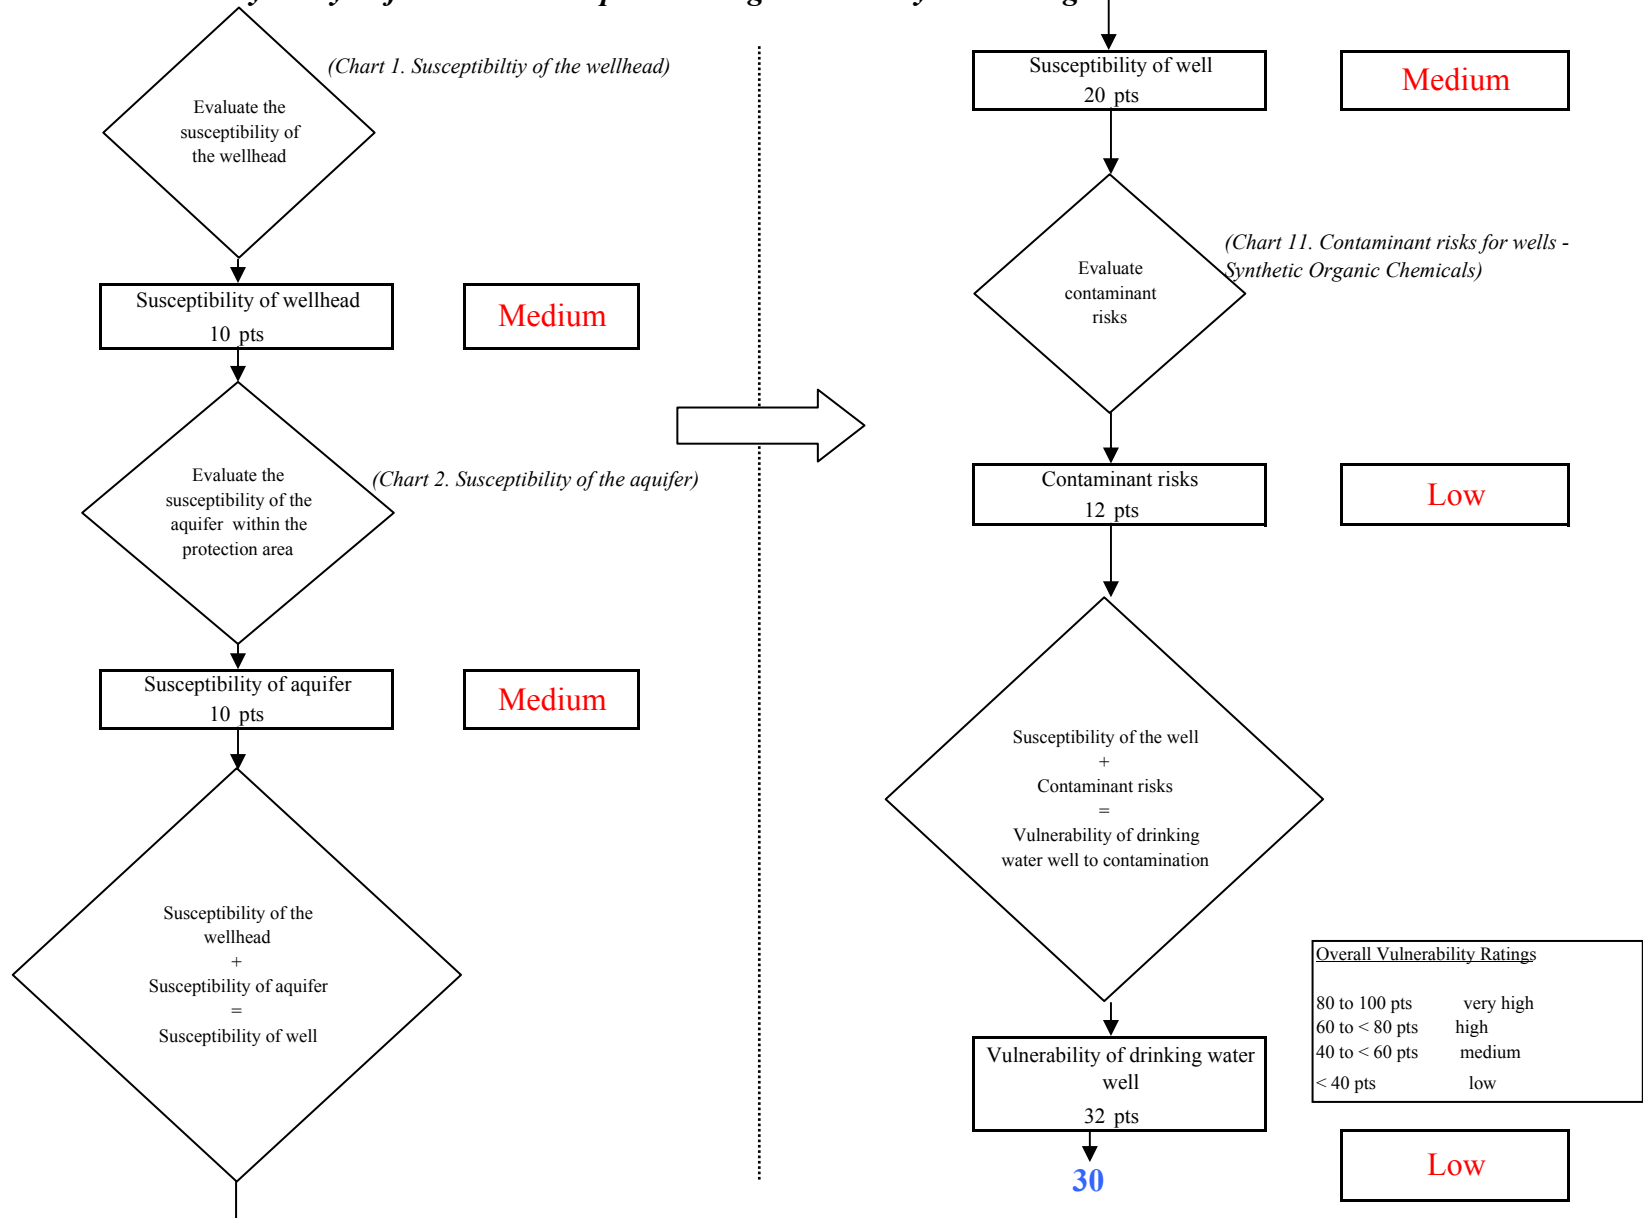 (Chart 1. Susceptibiltiy of the wellhead)
Evaluate the
susceptibility of
the wellhead
Susceptibility of wellhead
10 pts
Medium
Evaluate the
susceptibility of the
aquifer within the
protection area
(Chart 2. Susceptibility of the aquifer)
Susceptibility of aquifer
10 pts
Medium
Susceptibility of the
wellhead
+
Susceptibility of aquifer
=
Susceptibility of well
Susceptibility of well
20 pts
Medium
Evaluate
contaminant
risks
(Chart 11. Contaminant risks for wells -
Synthetic Organic Chemicals)
Contaminant risks
12 pts
Low
Susceptibility of the well
+
Contaminant risks
=
Vulnerability of drinking
water well to contamination
Overall Vulnerability Ratings
80 to 100 pts very high
60 to < 80 pts high
40 to < 60 pts medium
< 40 pts low
Vulnerability of drinking water
well
32 pts
30
Low